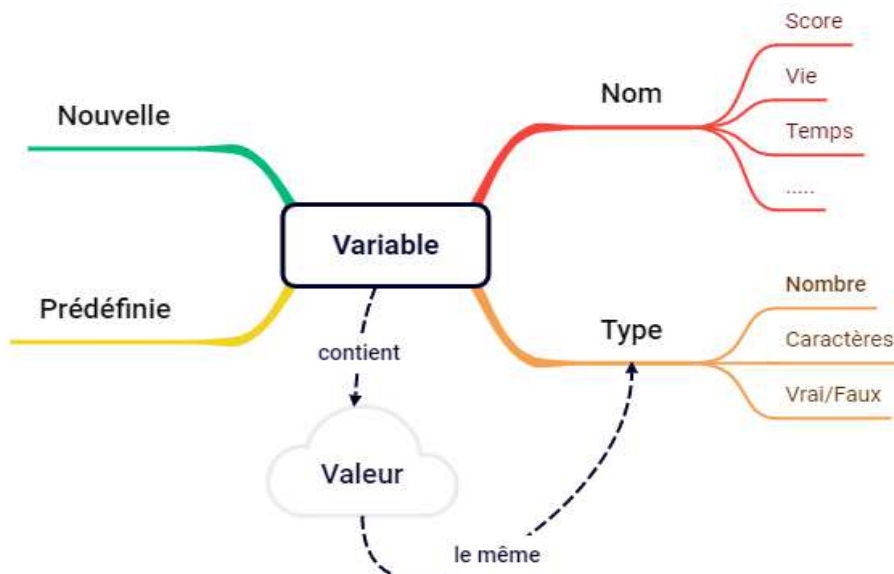 Score
Vie
Nom
Temps
.....
Nouvelle
Variable
Prédéfinie
Nombre
Type
Caractères
Vrai/Faux
contient
Valeur
le même